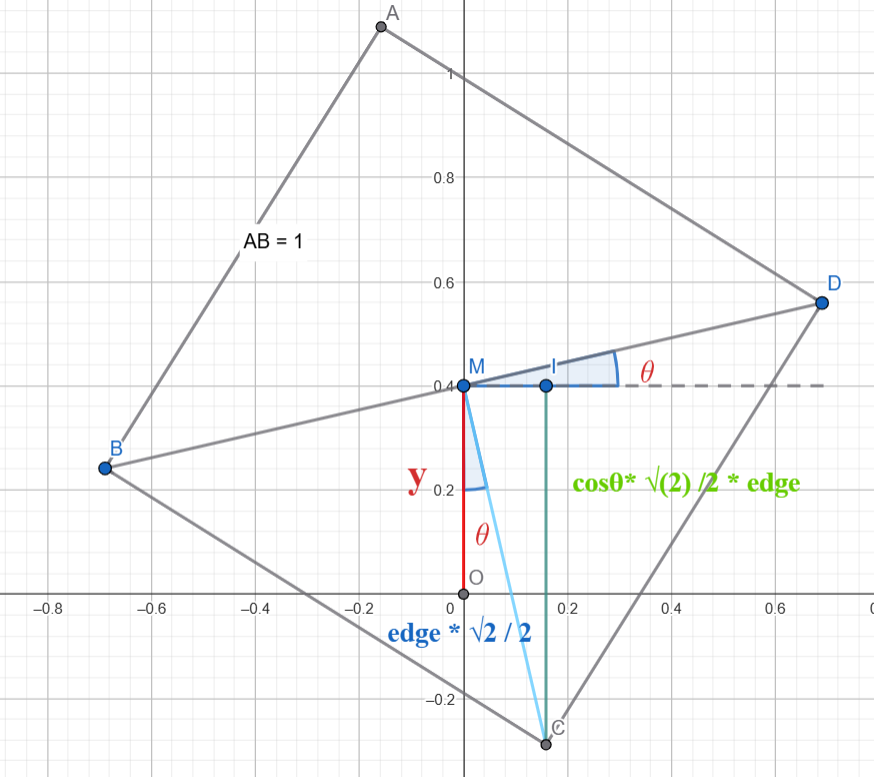 A
1
0.8
AB = 1
0.6
D
M
I
0.4
θ
B
y
cosθ* √(2) /2 * edge
0.2
θ
O
–0.8
–0.6
–0.4
–0.2
0
0.2
0.4
0.6
edge * √2 / 2
–0.2
C